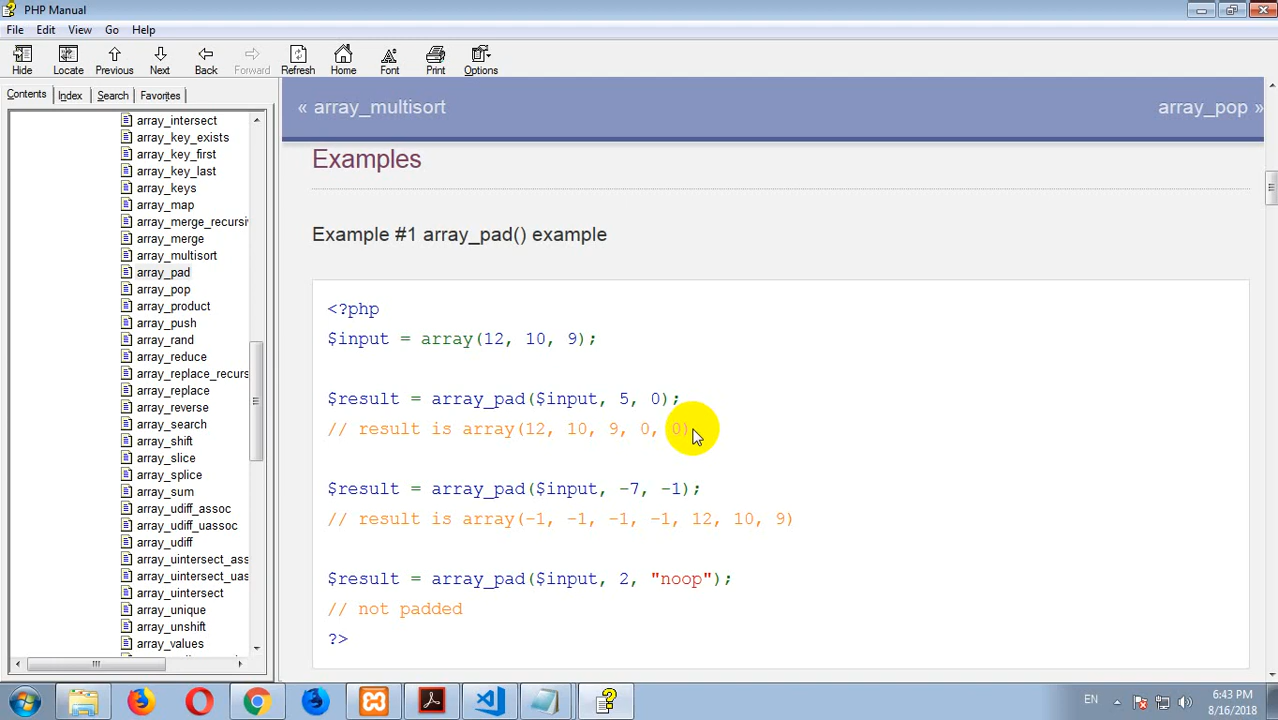 PHP Manual
File Edit View Go Help
Hide Locate Previous Next Back Forward Refresh Home Font Print Options
Contents Index Search Favorites
array_intersect
array_key_exists
array_key_first
array_key_last
array_keys
array_map
array_merge_recursi
array_merge
array_multisort
array_pad
array_pop
array_product
array_push
array_rand
array_reduce
array_replace_recurs
array_replace
array_reverse
array_search
array_shift
array_slice
array_splice
array_sum
array_udiff_assoc
array_udiff_uassoc
array_udiff
array_uintersect_ass
array_uintersect_uas
array_uintersect
array_unique
array_unshift
array_values
« array_multisort
array_pop »
Examples
Example #1 array_pad() example
<?php
$input = array(12, 10, 9);
$result = array_pad($input, 5, 0);
// result is array(12, 10, 9, 0, 0)
$result = array_pad($input, -7, -1);
// result is array(-1, -1, -1, -1, 12, 10, 9)
$result = array_pad($input, 2, "noop");
// not padded
?>
EN
6:43 PM
8/16/2018